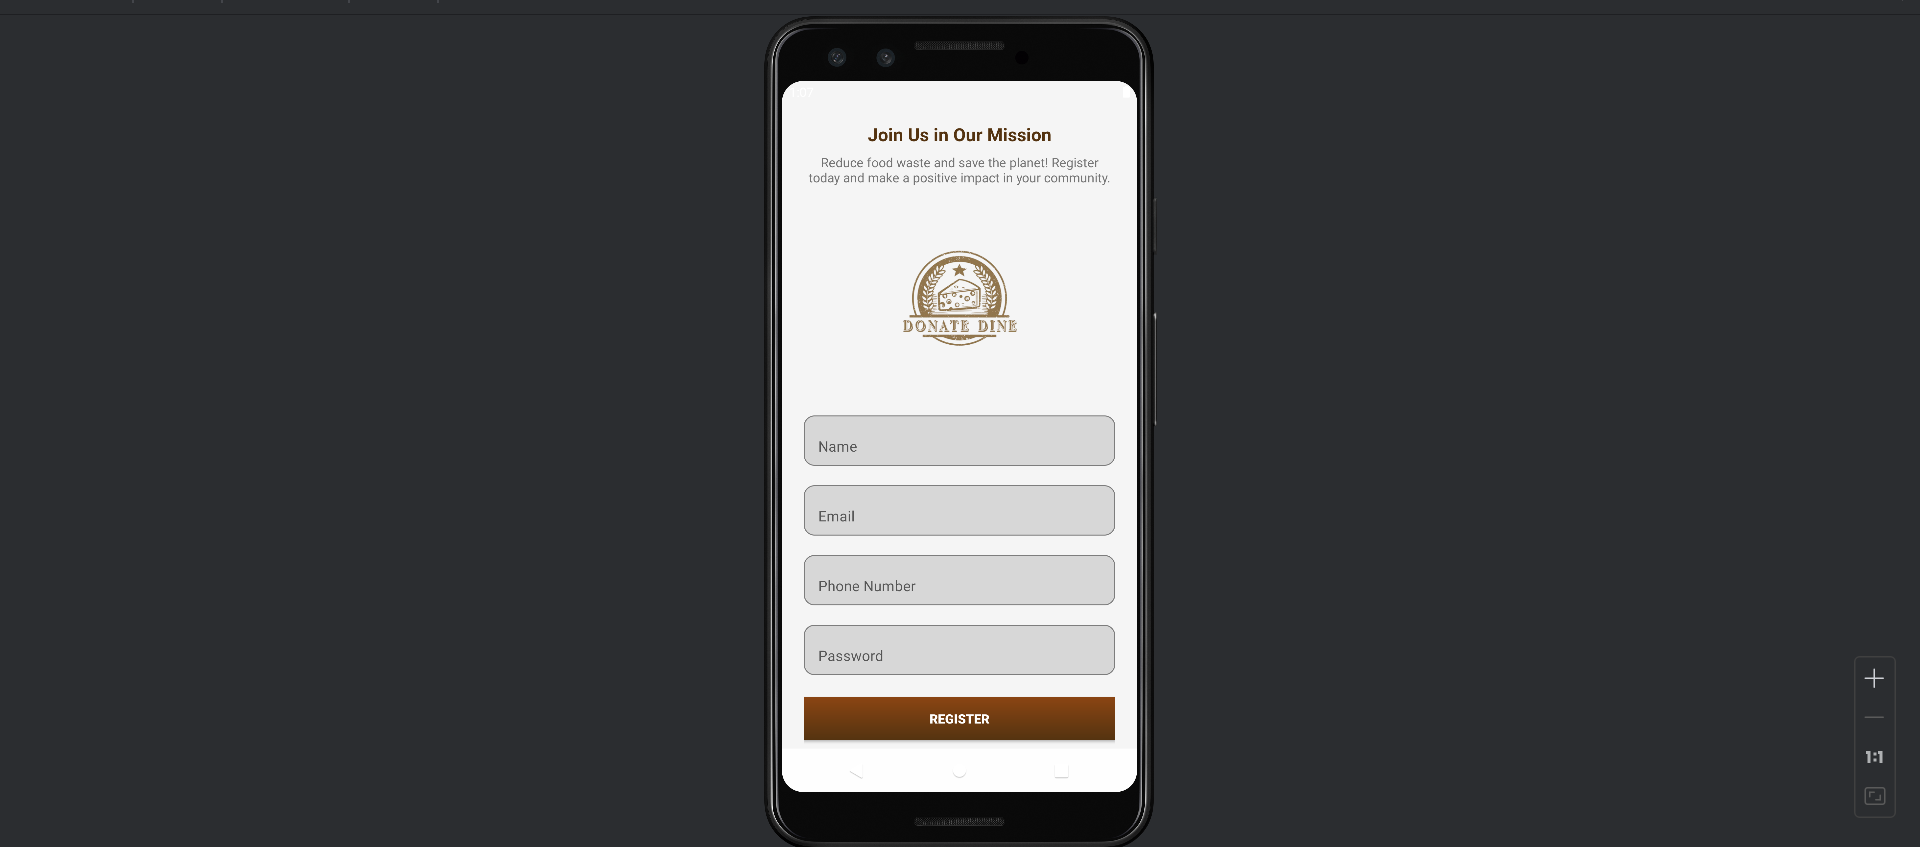 Join Us in Our Mission
Reduce food waste and save the planet! Register
today and make a positive impact in your community.
DONATE DINE
Name
Email
Phone Number
Password
REGISTER
1:1